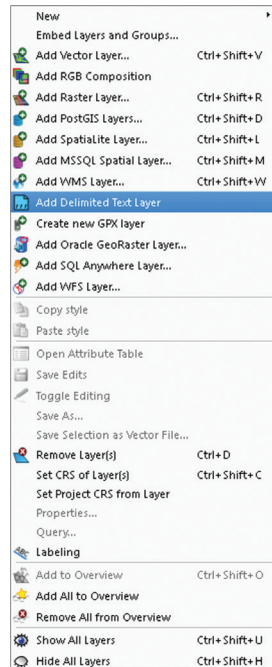 New
Embed Layers and Groups...
Add Vector Layer... Ctrl+Shift+V
Add RGB Composition
Add Raster Layer... Ctrl+Shift+R
Add PostGIS Layers... Ctrl+Shift+D
Add SpatiaLite Layer... Ctrl+Shift+L
Add MSSQL Spatial Layer... Ctrl+Shift+M
Add WMS Layer... Ctrl+Shift+W
Add Delimited Text Layer
Create new GPX layer
Add Oracle GeoRaster Layer...
Add SQL Anywhere Layer...
Add WFS Layer...
Copy style
Paste style
Open Attribute Table
Save Edits
Toggle Editing
Save As...
Save Selection as Vector File...
Remove Layer(s) Ctrl+D
Set CRS of Layer(s) Ctrl+Shift+C
Set Project CRS from Layer
Properties...
Query...
Labeling
Add to Overview Ctrl+Shift+O
Add All to Overview
Remove All from Overview
Show All Layers Ctrl+Shift+U
Hide All Layers Ctrl+Shift+H